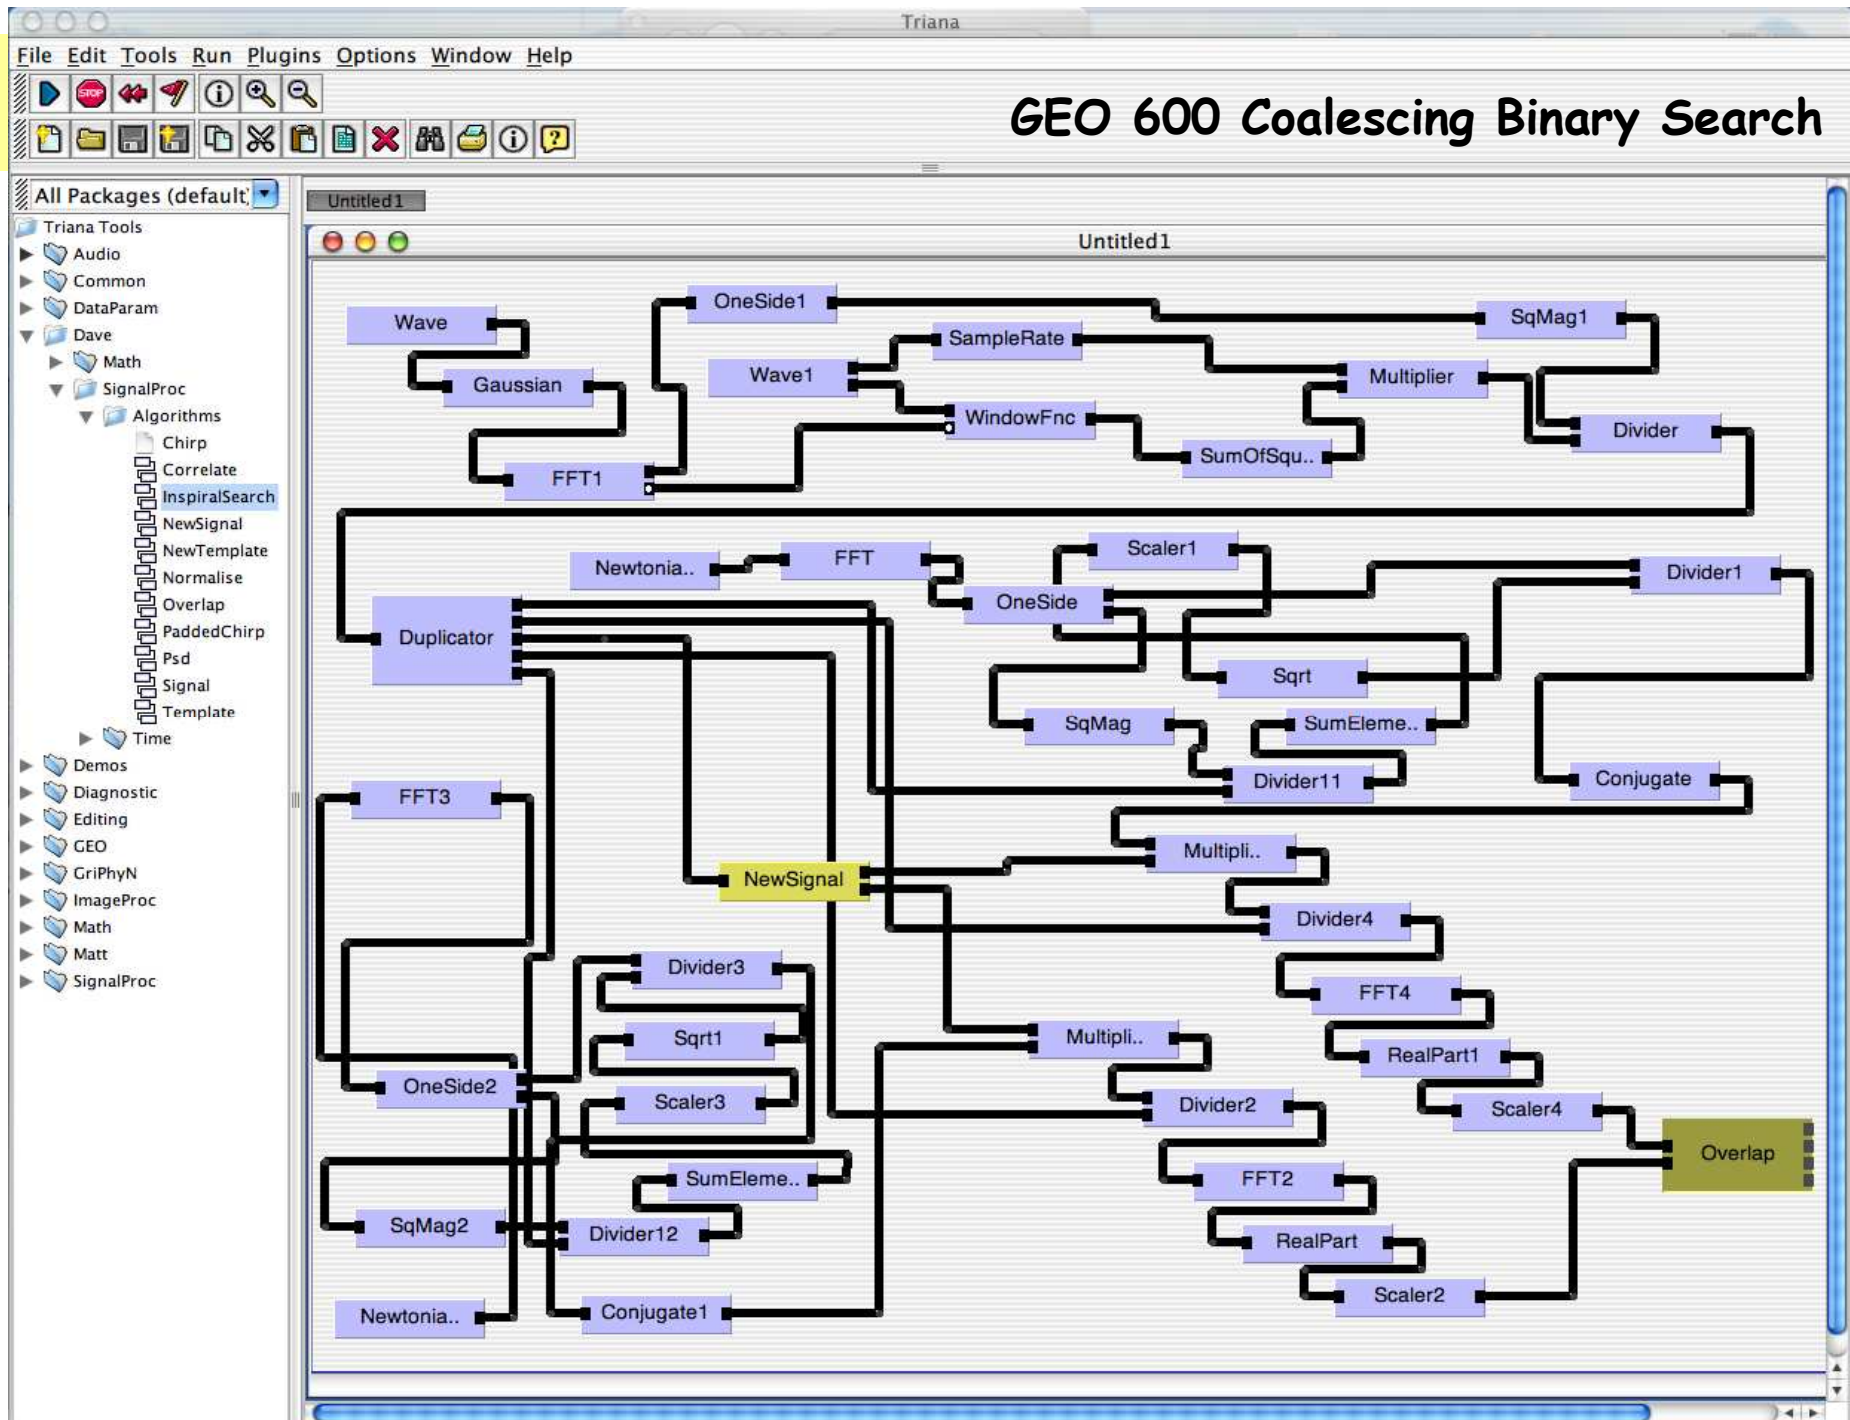 Triana
File Edit Tools Run Plugins Options Window Help
STOP
GEO 600 Coalescing Binary Search
All Packages (default)
Triana Tools
Audio
Common
DataParam
Dave
Math
SignalProc
Algorithms
Chirp
Correlate
InspiralSearch
NewSignal
NewTemplate
Normalise
Overlap
PaddedChirp
Psd
Signal
Template
Time
Demos
Diagnostic
Editing
GEO
GriPhyN
ImageProc
Math
Matt
SignalProc
Untitled1
Untitled1
OneSide1
Wave
SqMag1
SampleRate
Wave1
Multiplier
Gaussian
WindowFnc
Divider
SumOfSqu..
FFT1
Scaler1
Newtonia..
FFT
Divider1
OneSide
Duplicator
Sqrt
SqMag
SumEleme..
Divider11
Conjugate
FFT3
Multipli..
NewSignal
Divider4
Divider3
FFT4
Sqrt1
Multipli..
RealPart1
OneSide2
Scaler3
Divider2
Scaler4
Overlap
SumEleme..
FFT2
SqMag2
Divider12
RealPart
Scaler2
Newtonia..
Conjugate1